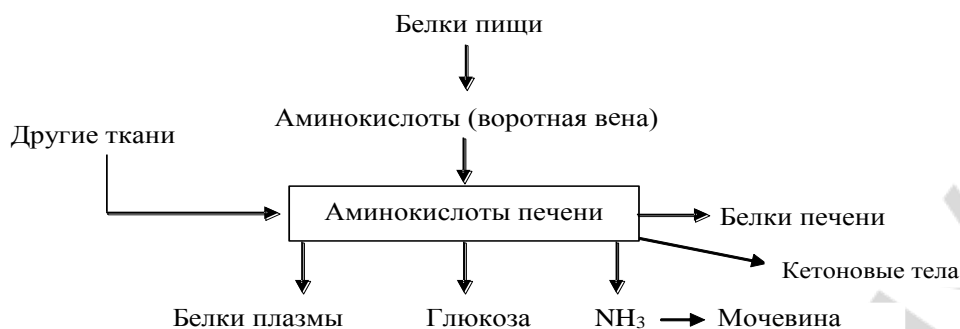 Белки пищи
Аминокислоты (воротная вена)
Другие ткани
Аминокислоты печени
Белки печени
Кетоновые тела
Белки плазмы
Глюкоза
NH₃
Мочевина